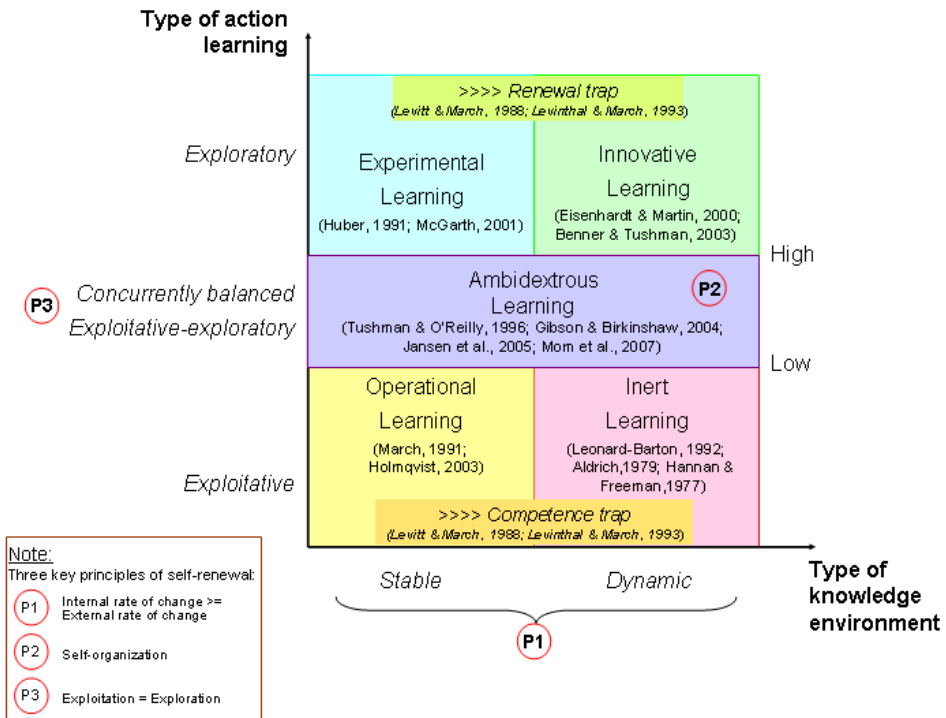 Type of action
learning
>>>> Renewal trap
(Levitt & March, 1988; Levinthal & March, 1993)
Exploratory
Experimental
Learning
(Huber, 1991; McGarth, 2001)
Innovative
Learning
(Eisenhardt & Martin, 2000;
Benner & Tushman, 2003)
High
P3
Concurrently balanced
Exploitative-exploratory
Ambidextrous
Learning
P2
(Tushman & O'Reilly, 1996; Gibson & Birkinshaw, 2004;
Jansen et al., 2005; Mom et al., 2007)
Low
Operational
Learning
(March, 1991;
Holmqvist, 2003)
Inert
Learning
(Leonard-Barton, 1992;
Aldrich,1979; Hannan &
Freeman,1977)
Exploitative
>>>> Competence trap
(Levitt & March, 1988; Levinthal & March, 1993)
Stable
Dynamic
Type of
knowledge
environment
P1
Note:
Three key principles of self-renewal:
P1
Internal rate of change >=
External rate of change
P2
Self-organization
P3
Exploitation = Exploration